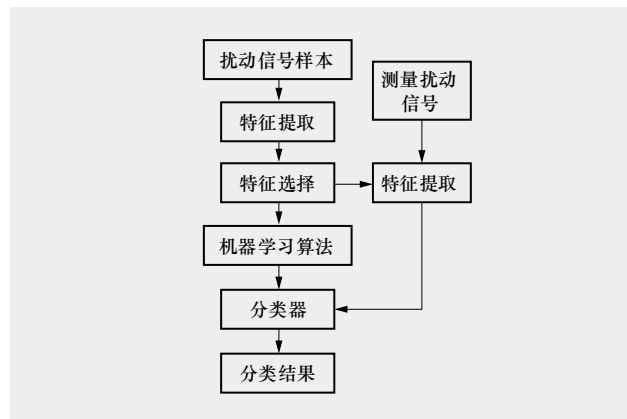 扰动信号样本
测量扰动
信号
特征提取
特征选择
特征提取
机器学习算法
分类器
分类结果